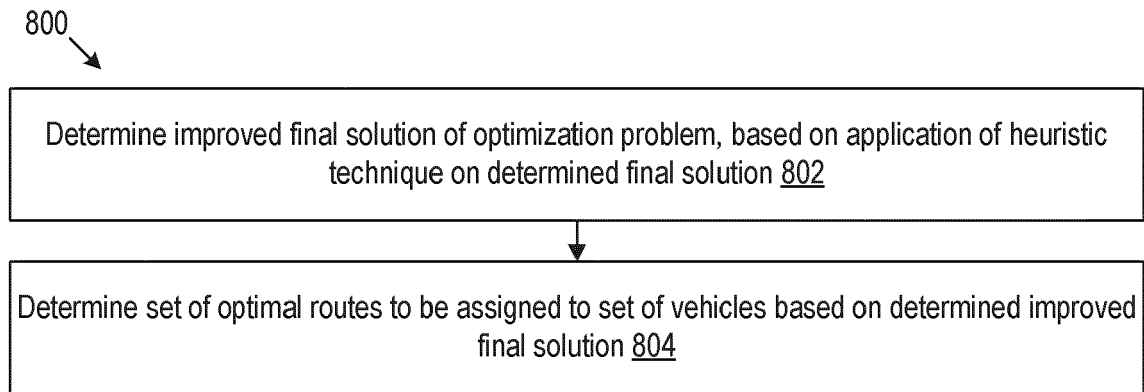 800
Determine improved final solution of optimization problem, based on application of heuristic
technique on determined final solution 802
Determine set of optimal routes to be assigned to set of vehicles based on determined improved
final solution 804